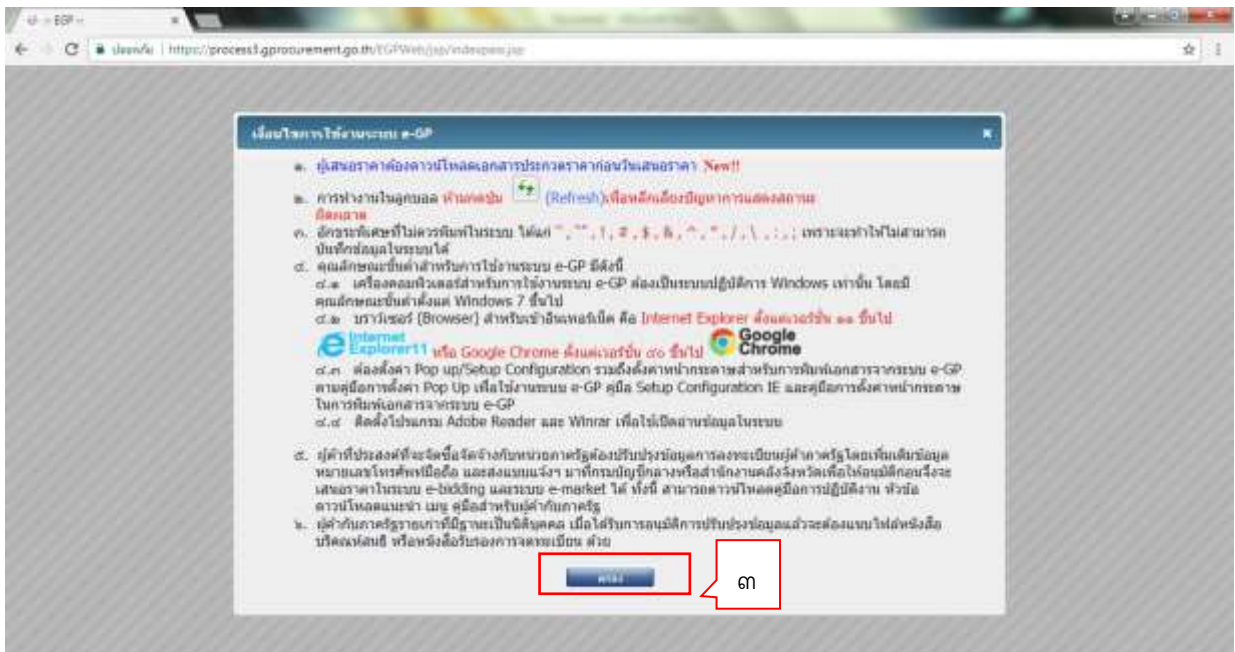 ปลอดภัย | https://process3.gprocurement.go.th/EGPWeb/jsp/indexpass.jsp
เงื่อนไขการใช้งานระบบ e-GP
๑. ผู้เสนอราคาต้องดาวน์โหลดเอกสารประกวดราคาก่อนวันเสนอราคา New!!
๒. การทำงานในลูกบอล ห้ามกดปุ่ม (Refresh)เพื่อหลีกเลี่ยงปัญหาการแสดงสถานะ
ผิดพลาด
๓. อักขระพิเศษที่ไม่ควรพิมพ์ในระบบ ได้แก่ ", ! , # , $ , & , ^ , * , / , \ , : , ; เพราะจะทำให้ไม่สามารถ
บันทึกข้อมูลในระบบได้
๔. คุณลักษณะขั้นต่ำสำหรับการใช้งานระบบ e-GP มีดังนี้
๔.๑ เครื่องคอมพิวเตอร์สำหรับการใช้งานระบบ e-GP ต้องเป็นระบบปฏิบัติการ Windows เท่านั้น โดยมี
คุณลักษณะขั้นต่ำตั้งแต่ Windows 7 ขึ้นไป
๔.๒ บราว์เซอร์ (Browser) สำหรับเข้าอินเทอร์เน็ต คือ Internet Explorer ตั้งแต่เวอร์ชั่น ๑๑ ขึ้นไป
Internet Explorer11 หรือ Google Chrome ตั้งแต่เวอร์ชั่น ๔๐ ขึ้นไป Google Chrome
๔.๓ ต้องตั้งค่า Pop up/Setup Configuration รวมถึงตั้งค่าหน้ากระดาษสำหรับการพิมพ์เอกสารจากระบบ e-GP
ตามคู่มือการตั้งค่า Pop Up เพื่อใช้งานระบบ e-GP คู่มือ Setup Configuration IE และคู่มือการตั้งค่าหน้ากระดาษ
ในการพิมพ์เอกสารจากระบบ e-GP
๔.๔ ติดตั้งโปรแกรม Adobe Reader และ Winrar เพื่อใช้เปิดอ่านข้อมูลในระบบ
๕. ผู้ค้าที่ประสงค์ที่จะจัดซื้อจัดจ้างกับหน่วยภาครัฐต้องปรับปรุงข้อมูลการลงทะเบียนผู้ค้าภาครัฐโดยเพิ่มเติมข้อมูล
หมายเลขโทรศัพท์มือถือ และส่งแบบแจ้งฯ มาที่กรมบัญชีกลางหรือสำนักงานคลังจังหวัดเพื่อให้อนุมัติก่อนจึงจะ
เสนอราคาในระบบ e-bidding และระบบ e-market ได้ ทั้งนี้ สามารถดาวน์โหลดคู่มือการปฏิบัติงาน หัวข้อ
ดาวน์โหลดแนะนำ เมนู คู่มือสำหรับผู้ค้ากับภาครัฐ
๖. ผู้ค้ากับภาครัฐรายเก่าที่มีฐานะเป็นนิติบุคคล เมื่อได้รับการอนุมัติการปรับปรุงข้อมูลแล้วจะต้องแนบไฟล์หนังสือ
บริคณห์สนธิ หรือหนังสือรับรองการจดทะเบียน ด้วย
ตกลง
๓